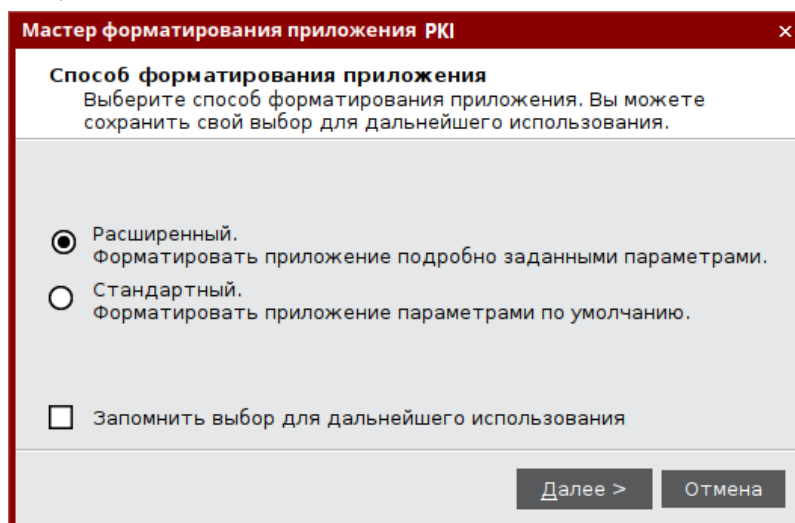 Мастер форматирования приложения PKI
Способ форматирования приложения
Выберите способ форматирования приложения. Вы можете
сохранить свой выбор для дальнейшего использования.
Расширенный.
Форматировать приложение подробно заданными параметрами.
Стандартный.
Форматировать приложение параметрами по умолчанию.
Запомнить выбор для дальнейшего использования
Далее > Отмена